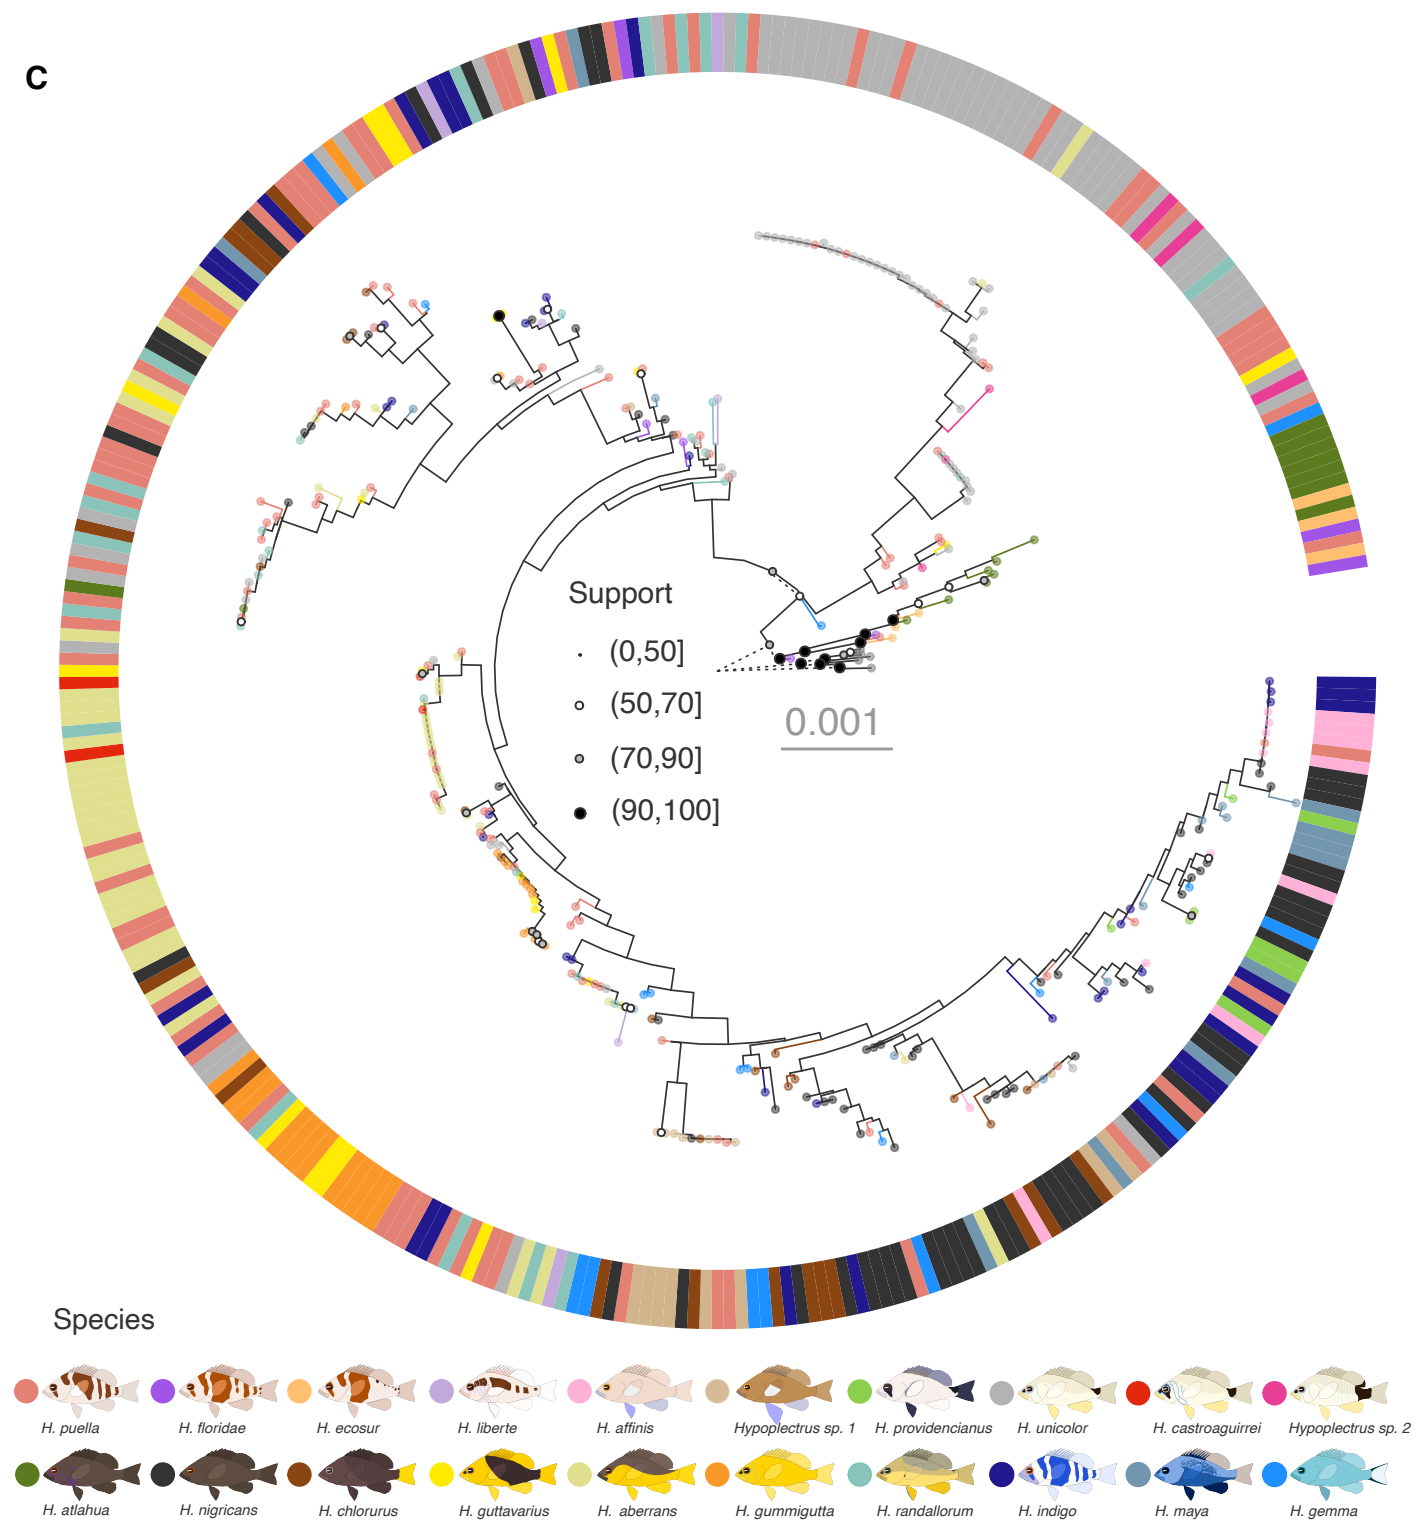 C
Support
(0,50]
(50,70]
(70,90]
(90,100]
0.001
Species
H. puella
H. floridae
H. ecosur
H. liberte
H. affinis
Hypoplectrus sp. 1
H. providencianus
H. unicolor
H. castroaguirrei
Hypoplectrus sp. 2
H. atlahua
H. nigricans
H. chlorurus
H. guttavarius
H. aberrans
H. gummigutta
H. randallorum
H. indigo
H. maya
H. gemma